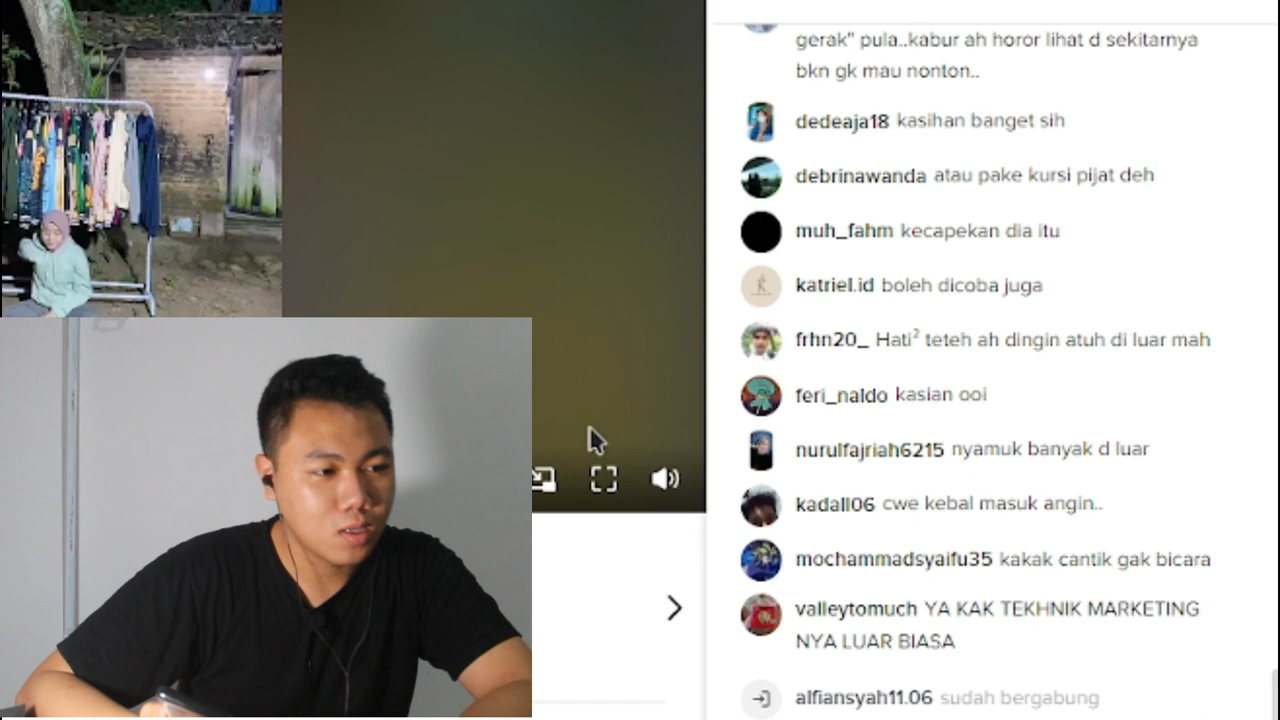 gerak" pula..kabur ah horor lihat d sekitarnya
bkn gk mau nonton..
dedeaja18 kasihan banget sih
debrinawanda atau pake kursi pijat deh
muh_fahm kecapekan dia itu
katriel.id boleh dicoba juga
frhn20_ Hati² teteh ah dingin atuh di luar mah
feri_naldo kasian ooi
nurulfajriah6215 nyamuk banyak d luar
kadall06 cwe kebal masuk angin..
mochammadsyaifu35 kakak cantik gak bicara
valleytomuch YA KAK TEKHNIK MARKETING
NYA LUAR BIASA
alfiansyah11.06 sudah bergabung